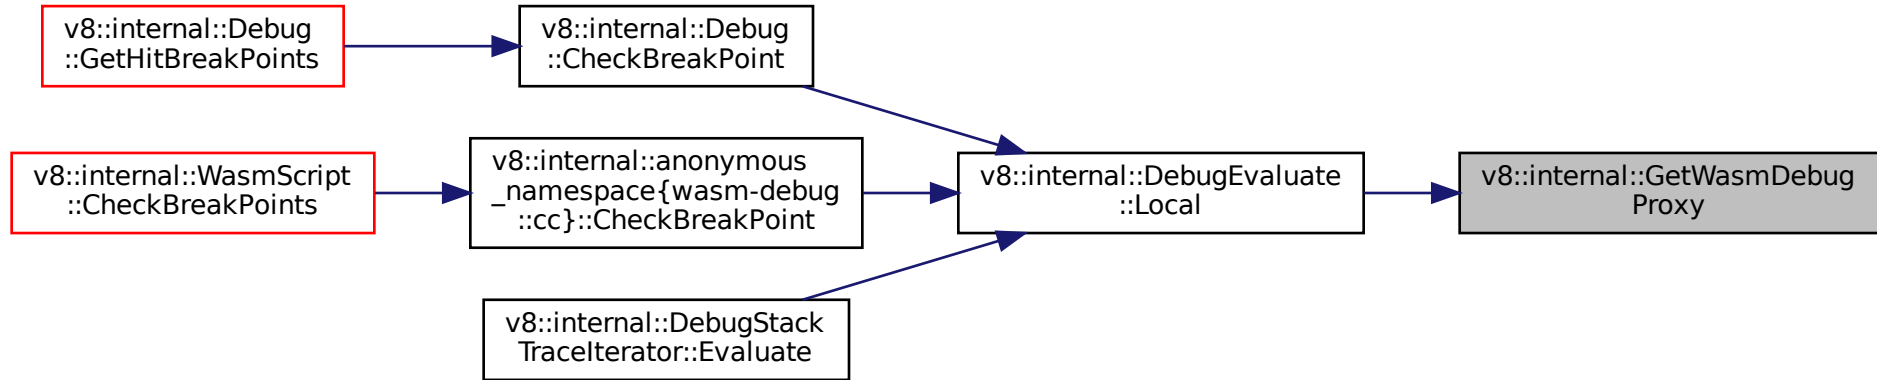 v8::internal::Debug
::GetHitBreakPoints
v8::internal::Debug
::CheckBreakPoint
v8::internal::WasmScript
::CheckBreakPoints
v8::internal::anonymous
_namespace{wasm-debug
::cc}::CheckBreakPoint
v8::internal::DebugEvaluate
::Local
v8::internal::GetWasmDebug
Proxy
v8::internal::DebugStack
TraceIterator::Evaluate